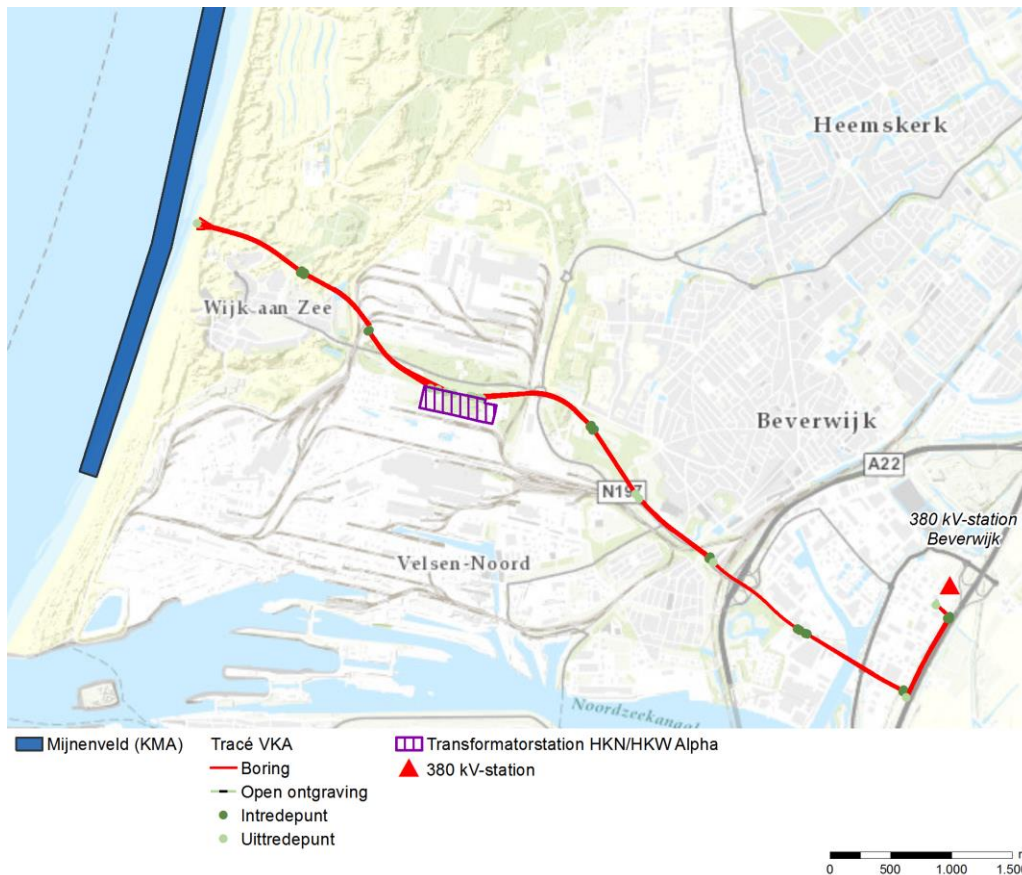 Heemskerk
Wijk aan Zee
Beverwijk
A22
N197
380 kV-station
Beverwijk
Velsen-Noord
Noordzeekanaal
Mijnenveld (KMA)
Tracé VKA
Transformatorstation HKN/HKW Alpha
Boring
380 kV-station
Open ontgraving
Intredepunt
Uittredepunt
0 500 1.000